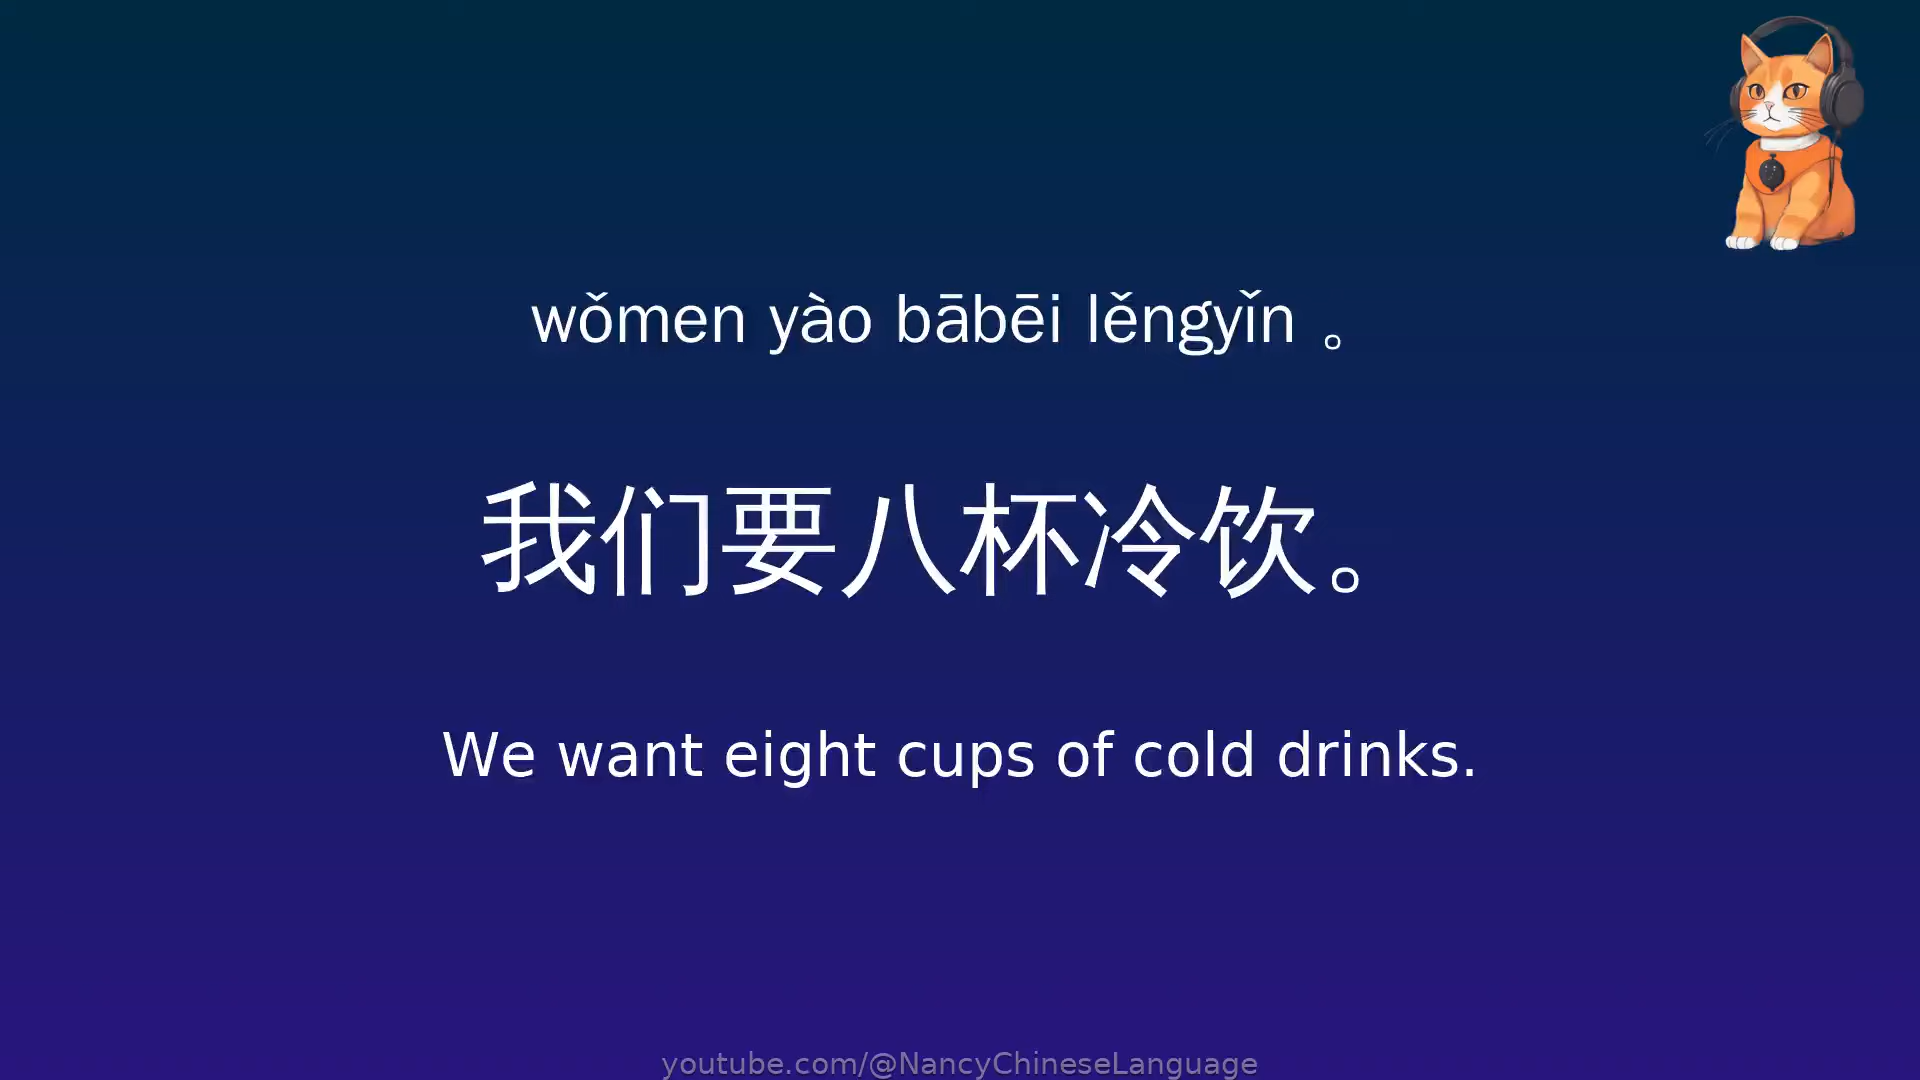 wǒmen yào bābēi lěngyǐn 。
我们要八杯冷饮。
We want eight cups of cold drinks.
youtube.com/@NancyChineseLanguage